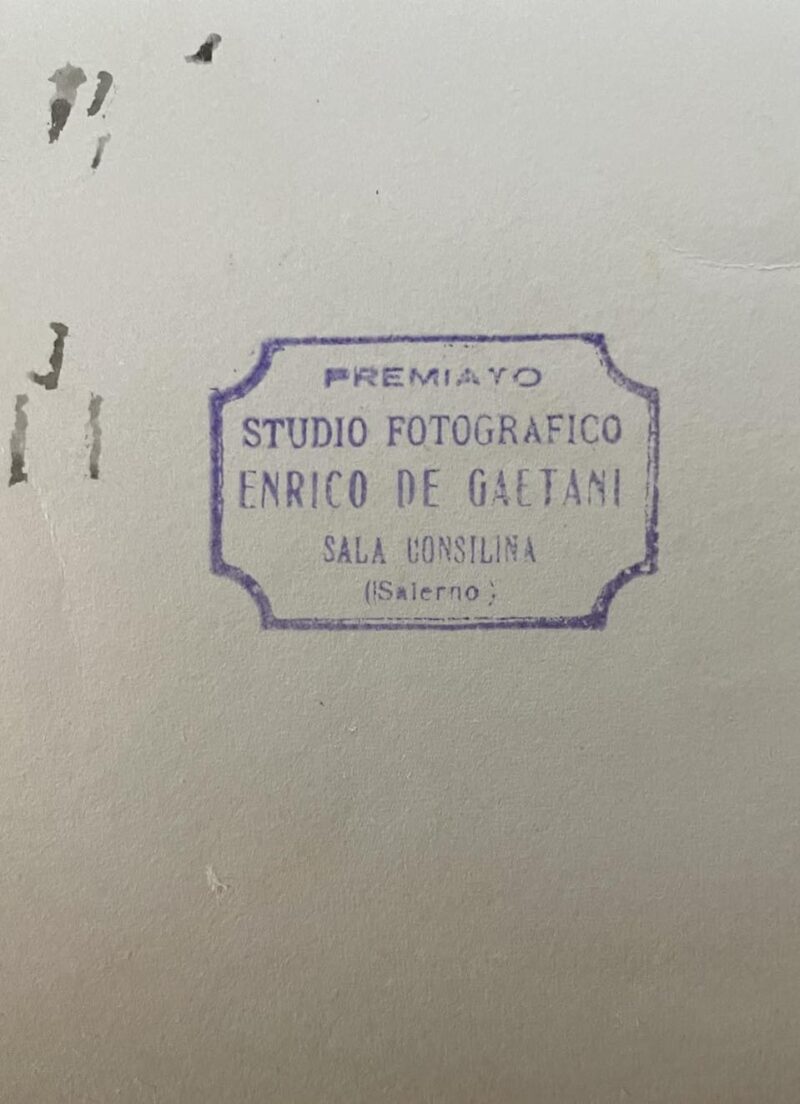 PREMIATO
STUDIO FOTOGRAFICO
ENRICO DE GAETANI
SALA CONSILINA
(Salerno)